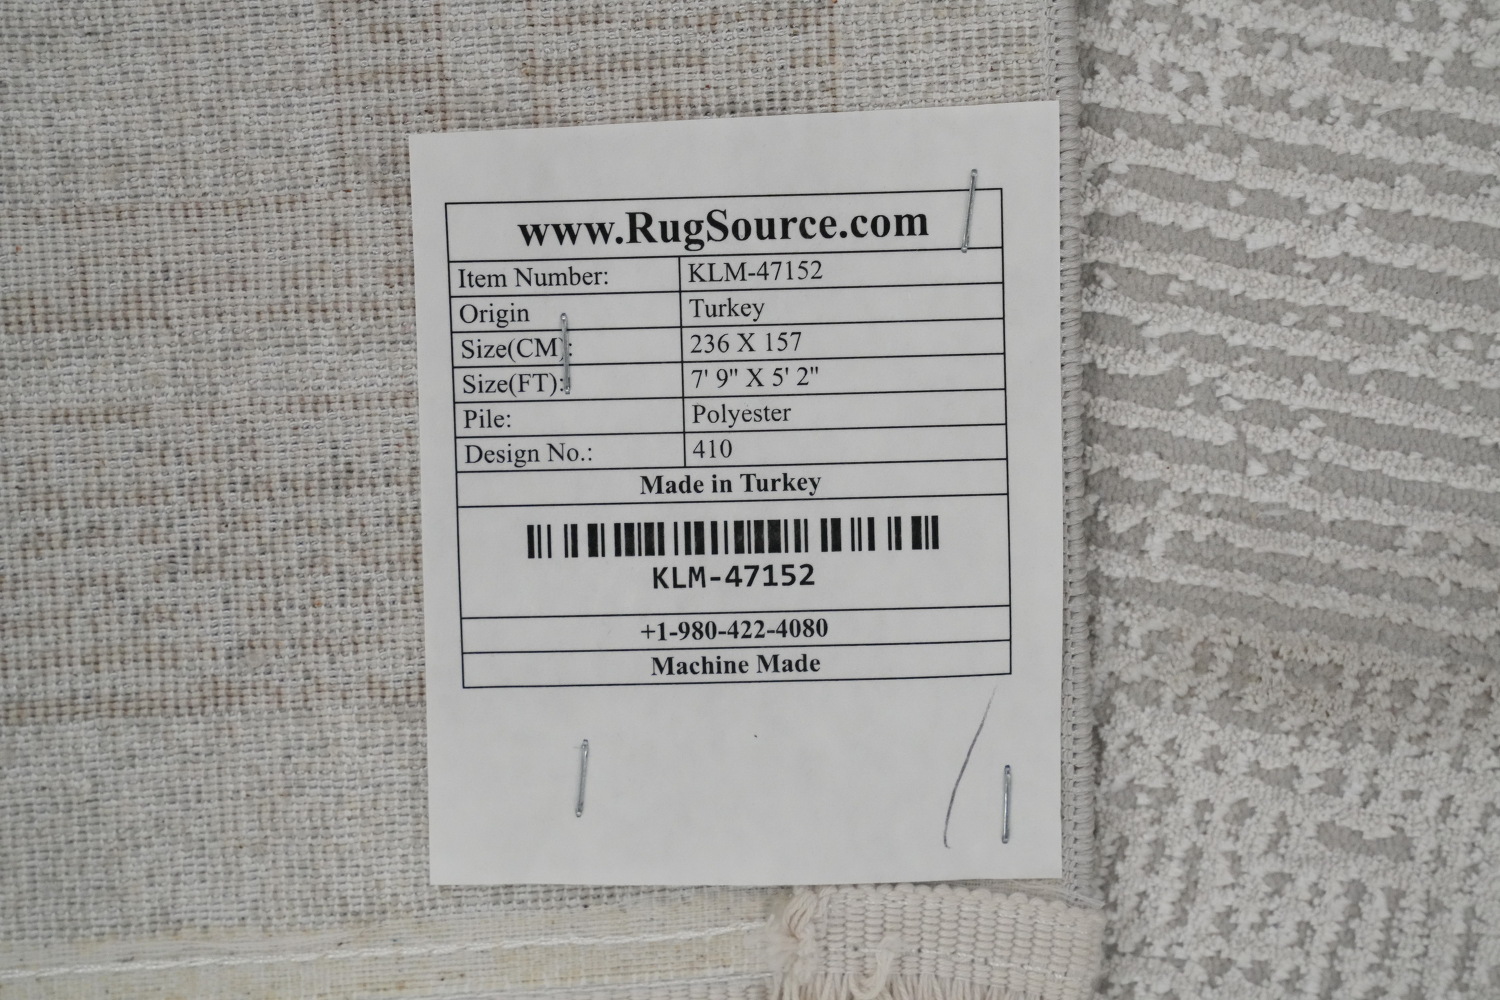 www.RugSource.com
Item Number: KLM-47152
Origin Turkey
Size(CM): 236 X 157
Size(FT): 7' 9" X 5' 2"
Pile: Polyester
Design No.: 410
Made in Turkey
KLM-47152
+1-980-422-4080
Machine Made